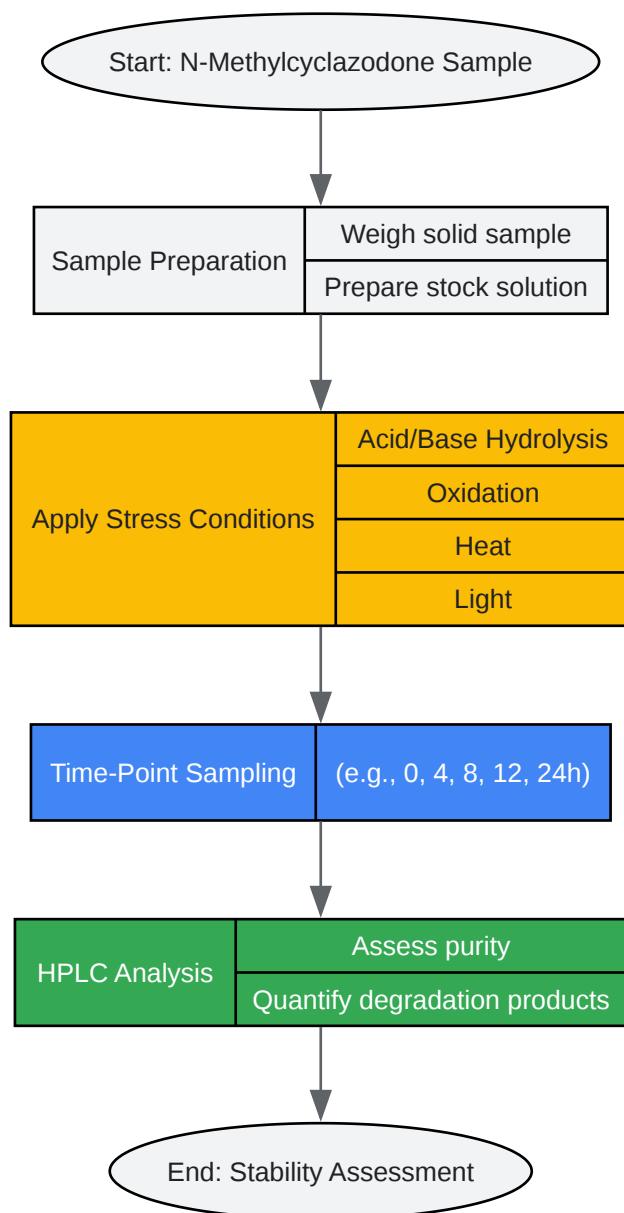 Start: N-Methylcyclazodone Sample
Sample Preparation
Weigh solid sample
Prepare stock solution
Apply Stress Conditions
Acid/Base Hydrolysis
Oxidation
Heat
Light
Time-Point Sampling
(e.g., 0, 4, 8, 12, 24h)
HPLC Analysis
Assess purity
Quantify degradation products
End: Stability Assessment